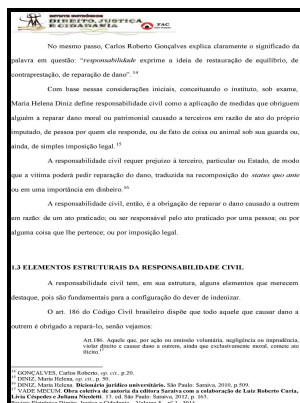 REVISTA ELETRÔNICA
DIREITO, JUSTIÇA
E CIDADANIA
FAC
No mesmo passo, Carlos Roberto Gonçalves explica claramente o significado da
palavra em questão: “responsabilidade exprime a ideia de restauração de equilíbrio, de
contraprestação, de reparação de dano”. 14
Com base nessas considerações iniciais, conceituando o instituto, sob exame,
Maria Helena Diniz define responsabilidade civil como a aplicação de medidas que obriguem
alguém a reparar dano moral ou patrimonial causado a terceiros em razão de ato do próprio
imputado, de pessoa por quem ele responde, ou de fato de coisa ou animal sob sua guarda ou,
ainda, de simples imposição legal.15
A responsabilidade civil requer prejuízo à terceiro, particular ou Estado, de modo
que a vítima poderá pedir reparação do dano, traduzida na recomposição do status quo ante
ou em uma importância em dinheiro.16
A responsabilidade civil, então, é a obrigação de reparar o dano causado a outrem
em razão: de um ato praticado; ou ser responsável pelo ato praticado por uma pessoa; ou por
alguma coisa que lhe pertence; ou por imposição legal.
1.3 ELEMENTOS ESTRUTURAIS DA RESPONSABILIDADE CIVIL
A responsabilidade civil tem, em sua estrutura, alguns elementos que merecem
destaque, pois são fundamentais para a configuração do dever de indenizar.
O art. 186 do Código Civil brasileiro dispõe que todo aquele que causar dano a
outrem é obrigado a repará-lo, senão vejamos:
Art.186. Aquele que, por ação ou omissão voluntária, negligência ou imprudência,
violar direito e causar dano a outrem, ainda que exclusivamente moral, comete ato
ilícito.17
14 GONÇALVES, Carlos Roberto, op. cit., p.20.
15 DINIZ, Maria Helena, op. cit., p. 50.
16 DINIZ, Maria Helena. Dicionário jurídico universitário. São Paulo: Saraiva, 2010, p.509.
17 VADE MECUM. Obra coletiva de autoria da editora Saraiva com a colaboração de Luiz Roberto Curia,
Lívia Céspedes e Juliana Nicoletti. 13. ed. São Paulo: Saraiva, 2012, p. 163.
Revista Eletrônica Direito, Justiça e Cidadania – Volume